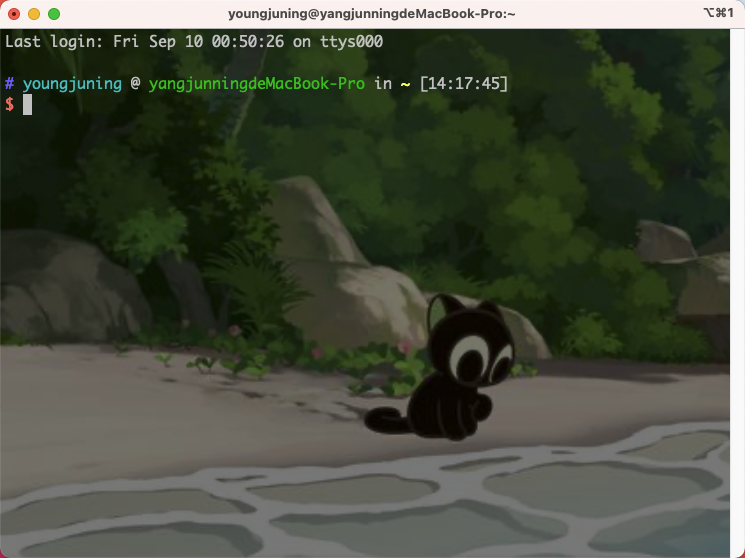 youngjuning@yangjunningdeMacBook-Pro:~ ⌥⌘1
Last login: Fri Sep 10 00:50:26 on ttys000
# youngjuning @ yangjunningdeMacBook-Pro in ~ [14:17:45]
$